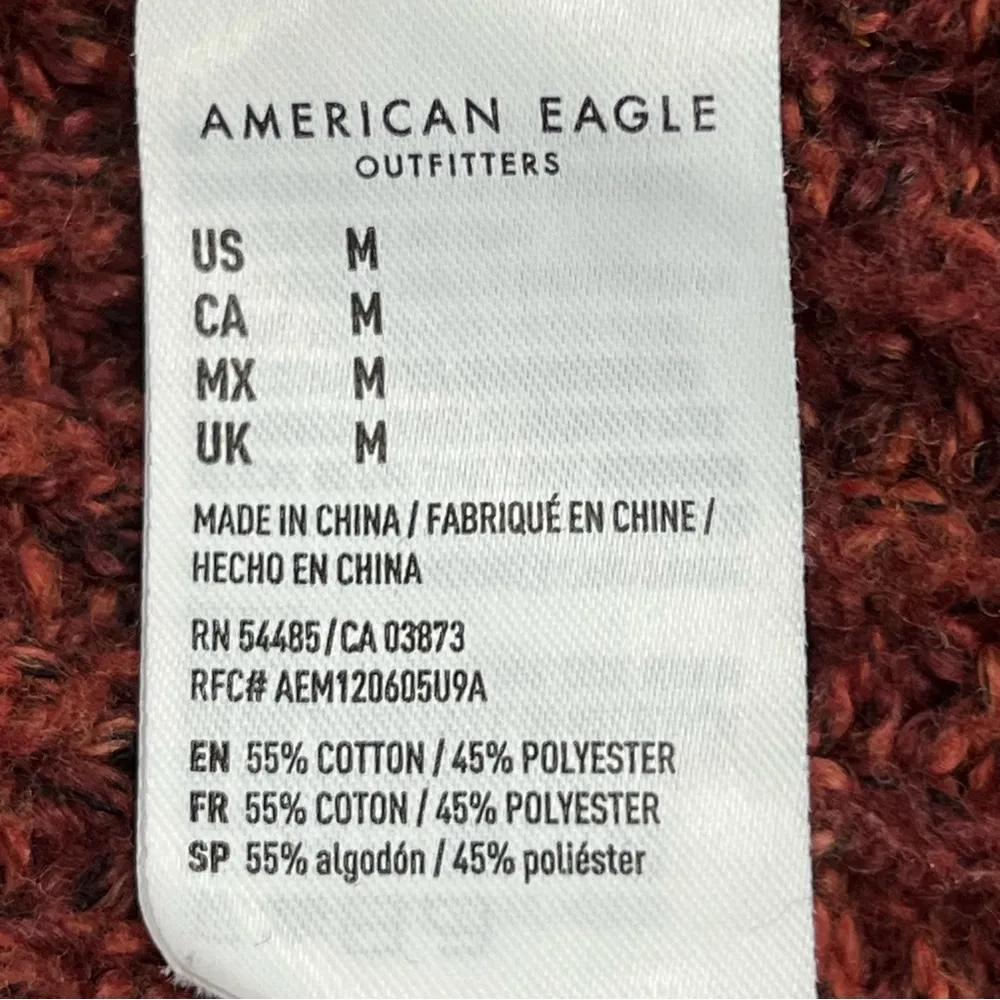 AMERICAN EAGLE
OUTFITTERS
US M
CA M
MX M
UK M
MADE IN CHINA / FABRIQUÉ EN CHINE /
HECHO EN CHINA
RN 54485/CA 03873
RFC# AEM120605U9A
EN 55% COTTON / 45% POLYESTER
FR 55% COTON / 45% POLYESTER
SP 55% algodón / 45% poliéster